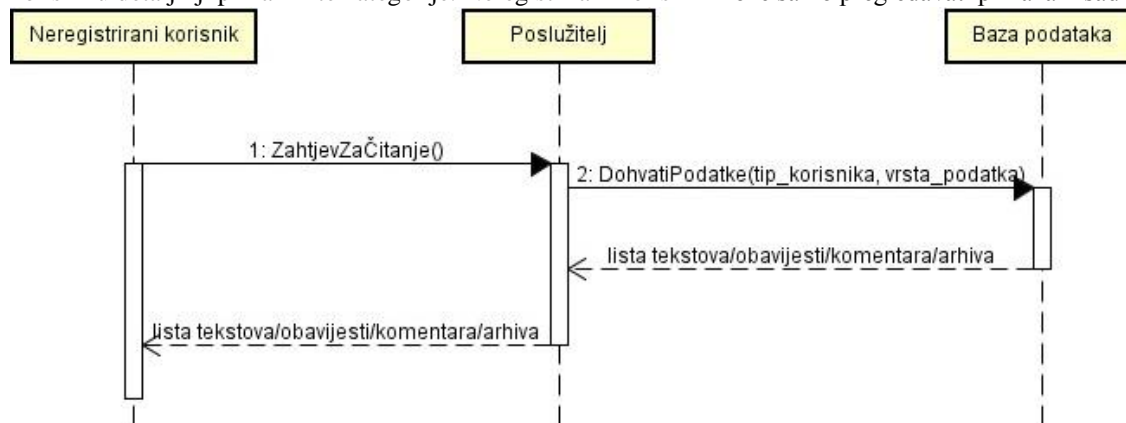 Neregistrirani korisnik
Poslužitelj
Baza podataka
1: ZahtjevZaČitanje()
2: DohvatiPodatke(tip_korisnika, vrsta_podatka)
lista tekstova/obavijesti/komentara/arhiva
lista tekstova/obavijesti/komentara/arhiva